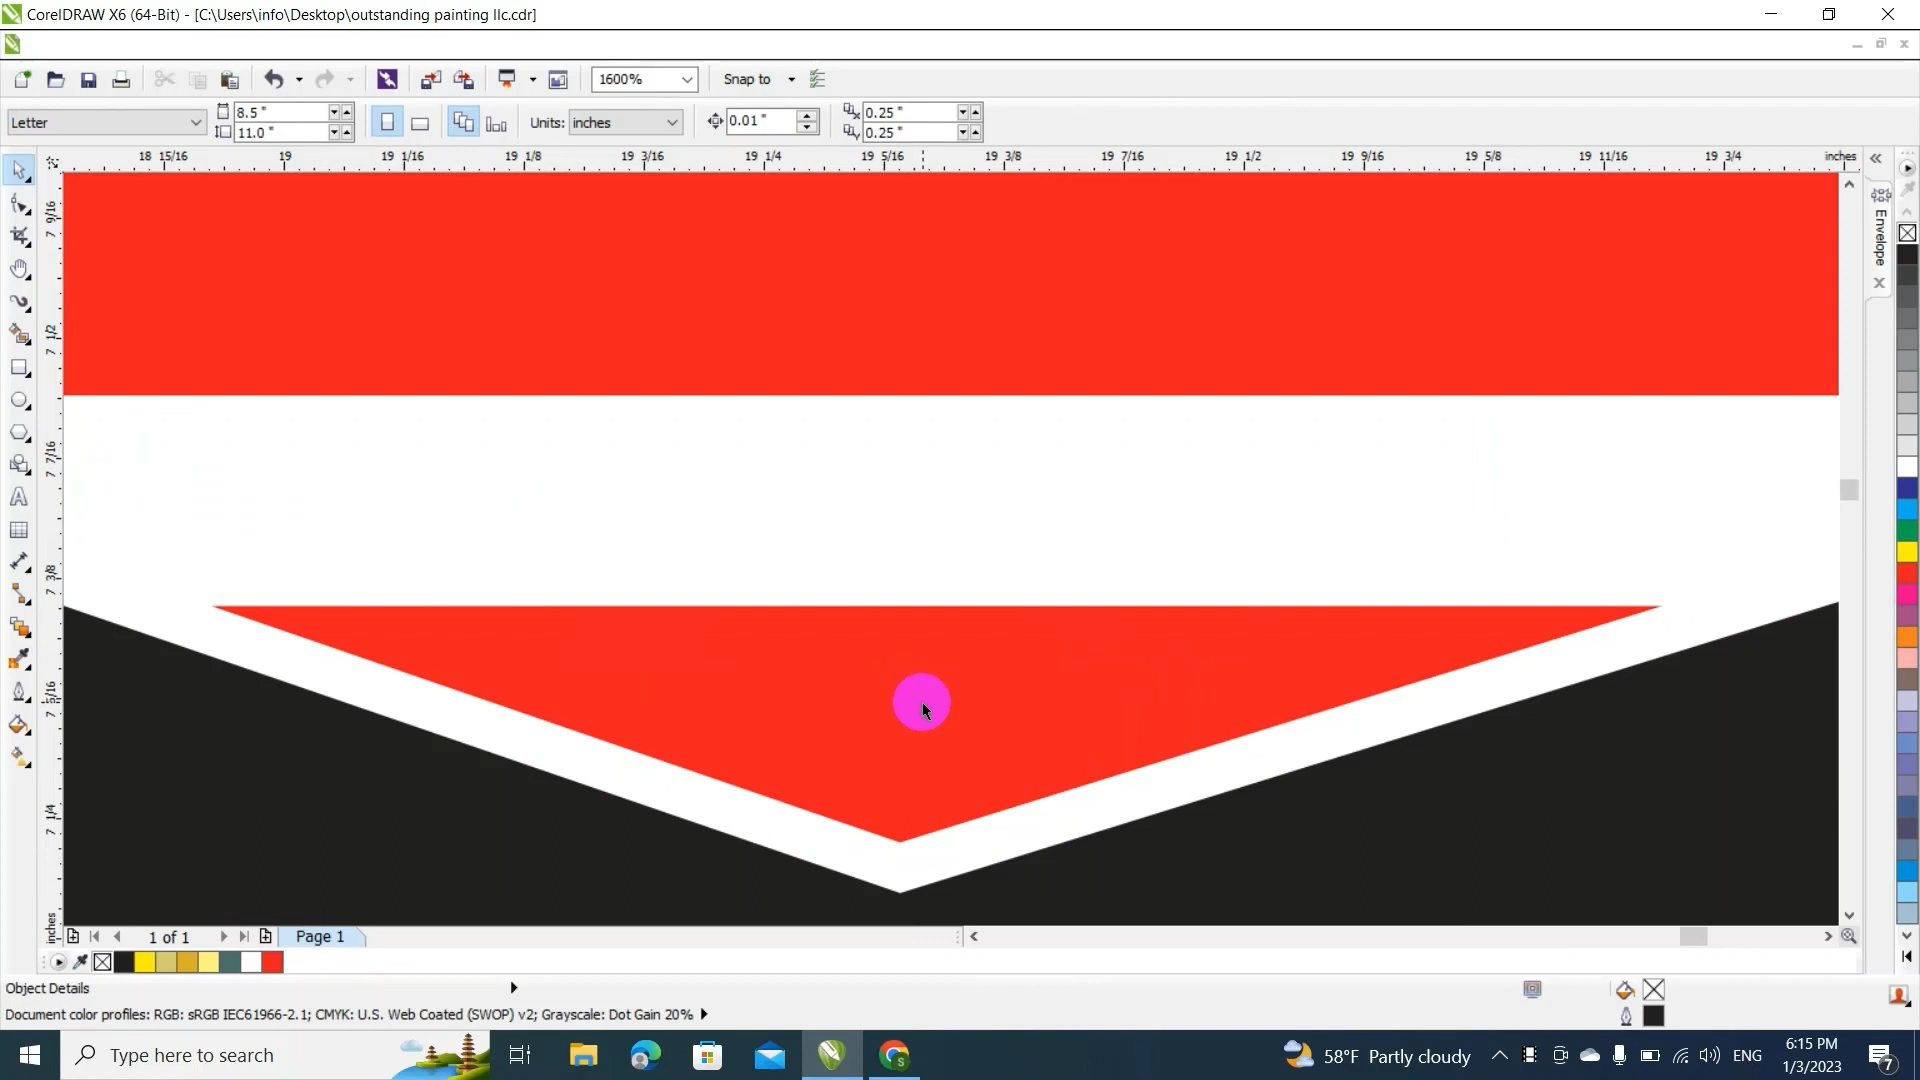 CorelDRAW X6 (64-Bit) - [C:\Users\info\Desktop\outstanding painting llc.cdr]
1600%
Snap to
Letter
8.5 "
11.0 "
Units: inches
0.01 "
0.25 "
0.25 "
18 15/16
19
19 1/16
19 1/8
19 3/16
19 1/4
19 5/16
19 3/8
19 7/16
19 1/2
19 9/16
19 5/8
19 11/16
19 3/4
inches
7 9/16
7 1/2
7 7/16
7 3/8
7 5/16
7 1/4
inches
Envelope
1 of 1
Page 1
Object Details
Document color profiles: RGB: sRGB IEC61966-2.1; CMYK: U.S. Web Coated (SWOP) v2; Grayscale: Dot Gain 20%
Type here to search
58°F Partly cloudy
ENG
6:15 PM
1/3/2023
7